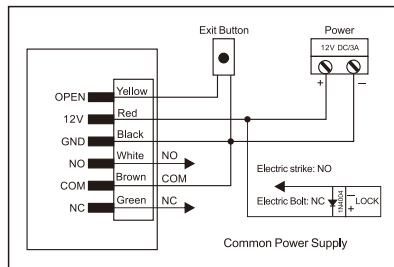 Exit Button
Power
12V DC/3A
+ −
OPEN Yellow
12V Red
GND Black
NO White NO
COM Brown COM
NC Green NC
Electric strike: NO
Electric Bolt: NC
1N4004
−
+
LOCK
Common Power Supply